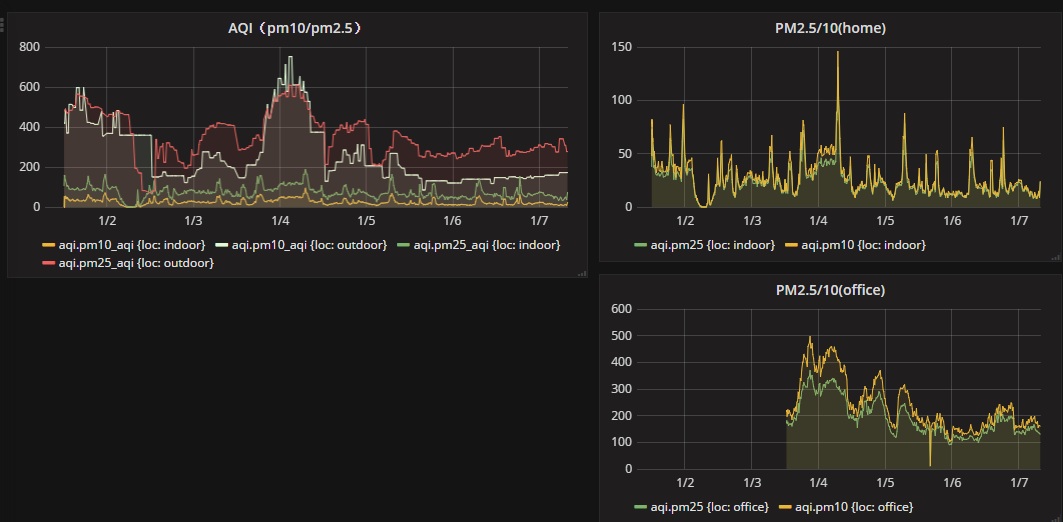 AQI（pm10/pm2.5）
800
600
400
200
0
1/2 1/3 1/4 1/5 1/6 1/7
aqi.pm10_aqi {loc: indoor} aqi.pm10_aqi {loc: outdoor} aqi.pm25_aqi {loc: indoor}
aqi.pm25_aqi {loc: outdoor}
PM2.5/10(home)
150
100
50
0
1/2 1/3 1/4 1/5 1/6 1/7
aqi.pm25 {loc: indoor} aqi.pm10 {loc: indoor}
PM2.5/10(office)
600
500
400
300
200
100
0
1/2 1/3 1/4 1/5 1/6 1/7
aqi.pm25 {loc: office} aqi.pm10 {loc: office}